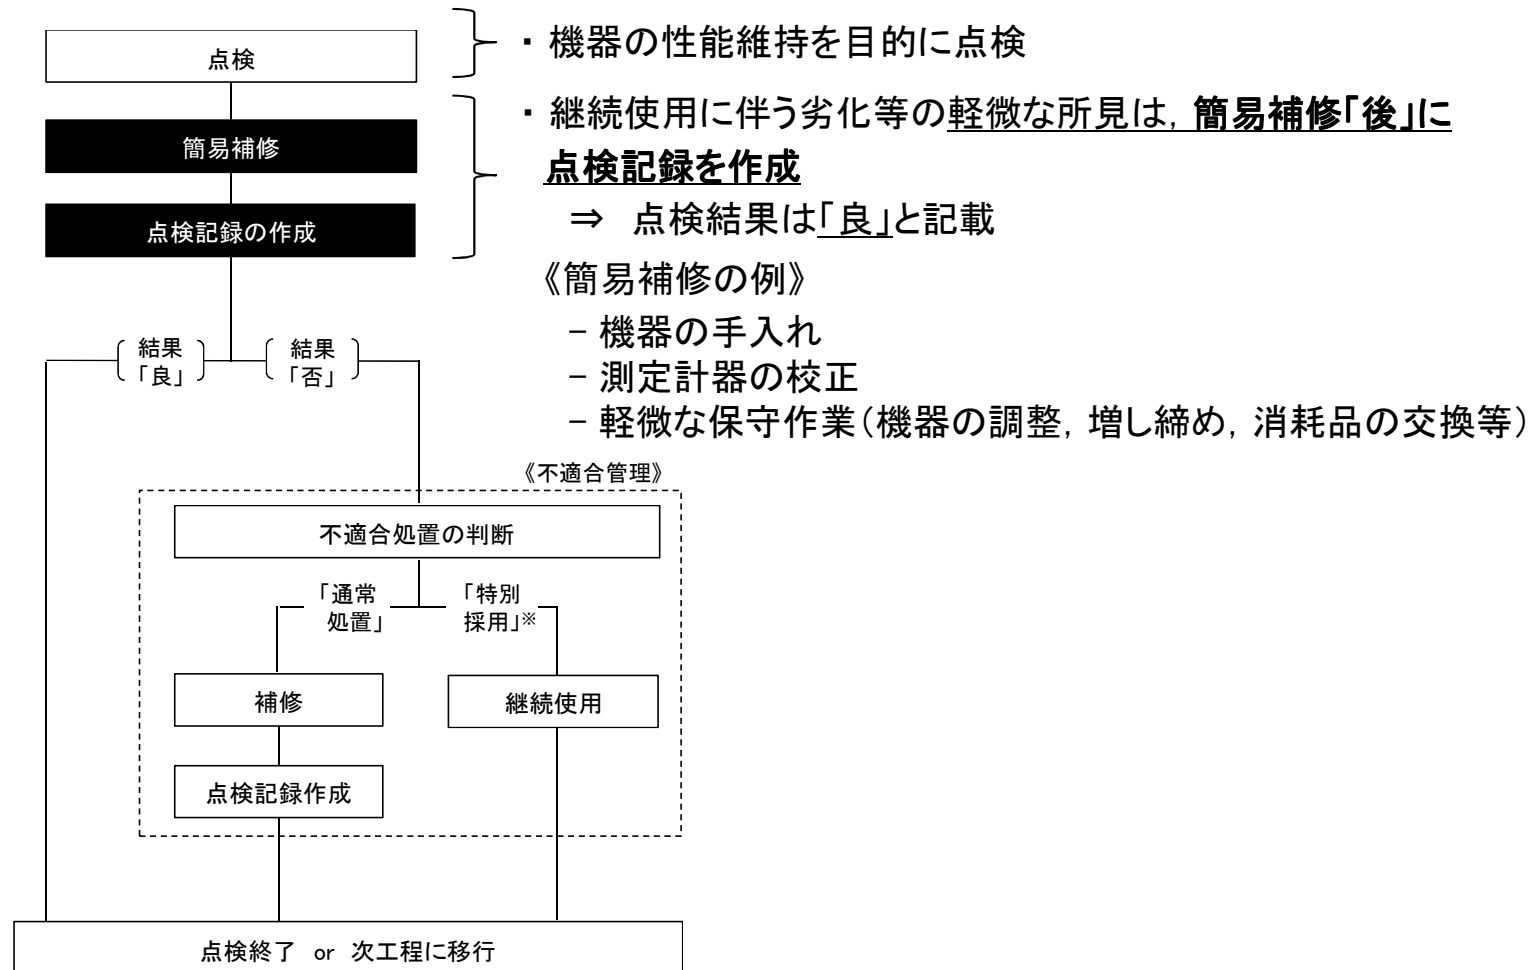 点検
・機器の性能維持を目的に点検
簡易補修
点検記録の作成
・継続使用に伴う劣化等の軽微な所見は，簡易補修「後」に
点検記録を作成
⇒ 点検結果は「良」と記載
《簡易補修の例》
－機器の手入れ
－測定計器の校正
－軽微な保守作業（機器の調整，増し締め，消耗品の交換等）
結果
「良」
結果
「否」
《不適合管理》
不適合処置の判断
「通常
処置」
「特別
採用」※
補修
継続使用
点検記録作成
点検終了 or 次工程に移行